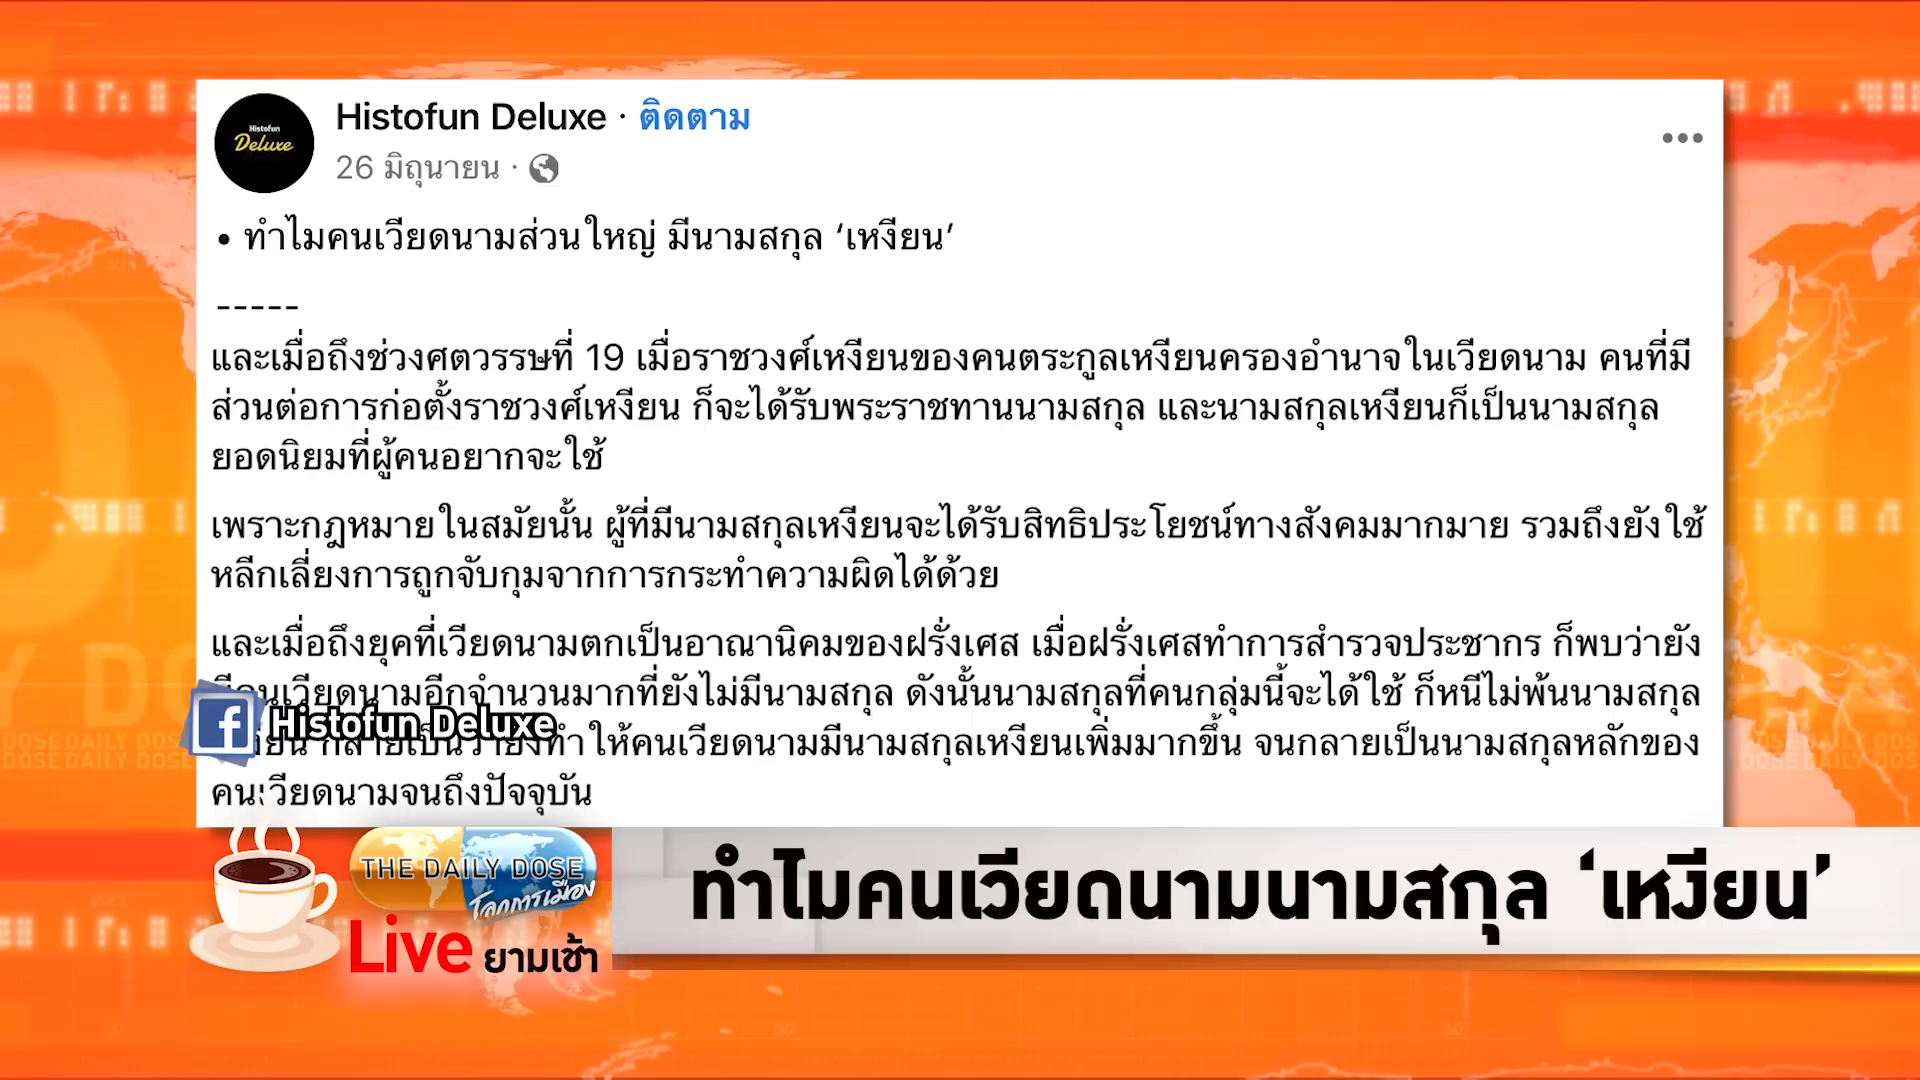 Histofun Deluxe · ติดตาม
26 มิถุนายน ·
Histofun
Deluxe
• ทำไมคนเวียดนามส่วนใหญ่ มีนามสกุล ‘เหงียน’
-----
และเมื่อถึงช่วงศตวรรษที่ 19 เมื่อราชวงศ์เหงียนของคนตระกูลเหงียนครองอำนาจในเวียดนาม คนที่มี
ส่วนต่อการก่อตั้งราชวงศ์เหงียน ก็จะได้รับพระราชทานนามสกุล และนามสกุลเหงียนก็เป็นนามสกุล
ยอดนิยมที่ผู้คนอยากจะใช้
เพราะกฎหมายในสมัยนั้น ผู้ที่มีนามสกุลเหงียนจะได้รับสิทธิประโยชน์ทางสังคมมากมาย รวมถึงยังใช้
หลีกเลี่ยงการถูกจับกุมจากการกระทำความผิดได้ด้วย
และเมื่อถึงยุคที่เวียดนามตกเป็นอาณานิคมของฝรั่งเศส เมื่อฝรั่งเศสทำการสำรวจประชากร ก็พบว่ายัง
มีคนเวียดนามอีกจำนวนมากที่ยังไม่มีนามสกุล ดังนั้นนามสกุลที่คนกลุ่มนี้จะได้ใช้ ก็หนีไม่พ้นนามสกุล
กลายเป็นว่ายิ่งทำให้คนเวียดนามมีนามสกุลเหงียนเพิ่มมากขึ้น จนกลายเป็นนามสกุลหลักของ
คนเวียดนามจนถึงปัจจุบัน
Histofun Deluxe
THE DAILY DOSE
โลกการเมือง
Live ยามเช้า
ทำไมคนเวียดนามนามสกุล ‘เหงียน’